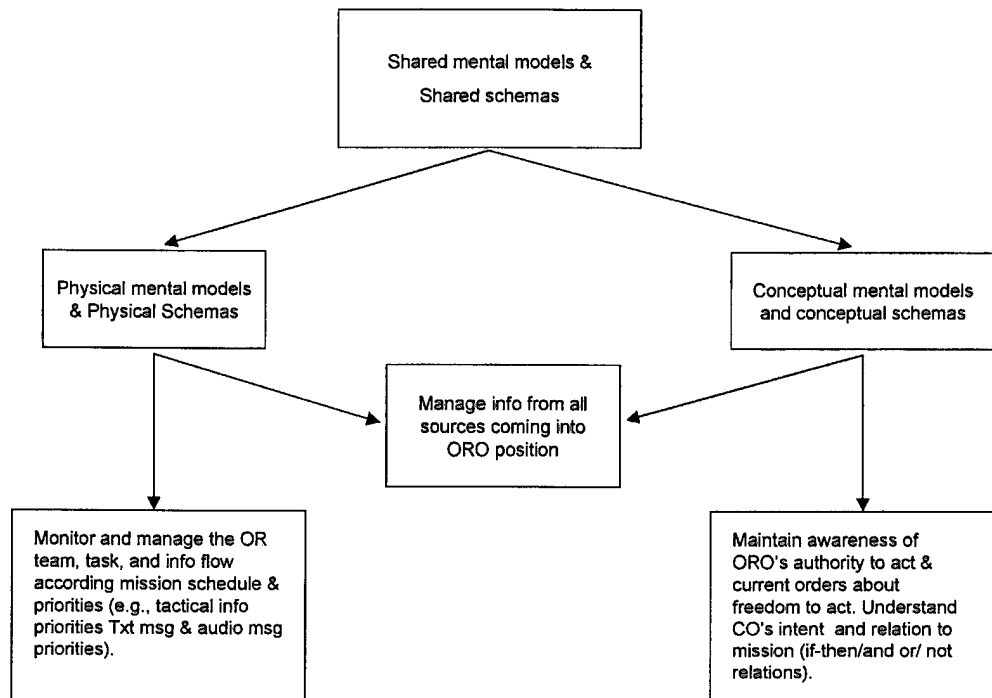 Shared mental models &
Shared schemas
Physical mental models
& Physical Schemas
Conceptual mental models
and conceptual schemas
Manage info from all
sources coming into
ORO position
Monitor and manage the OR
team, task, and info flow
according mission schedule &
priorities (e.g., tactical info
priorities Txt msg & audio msg
priorities).
Maintain awareness of
ORO's authority to act &
current orders about
freedom to act. Understand
CO's intent and relation to
mission (if-then/and or/ not
relations).